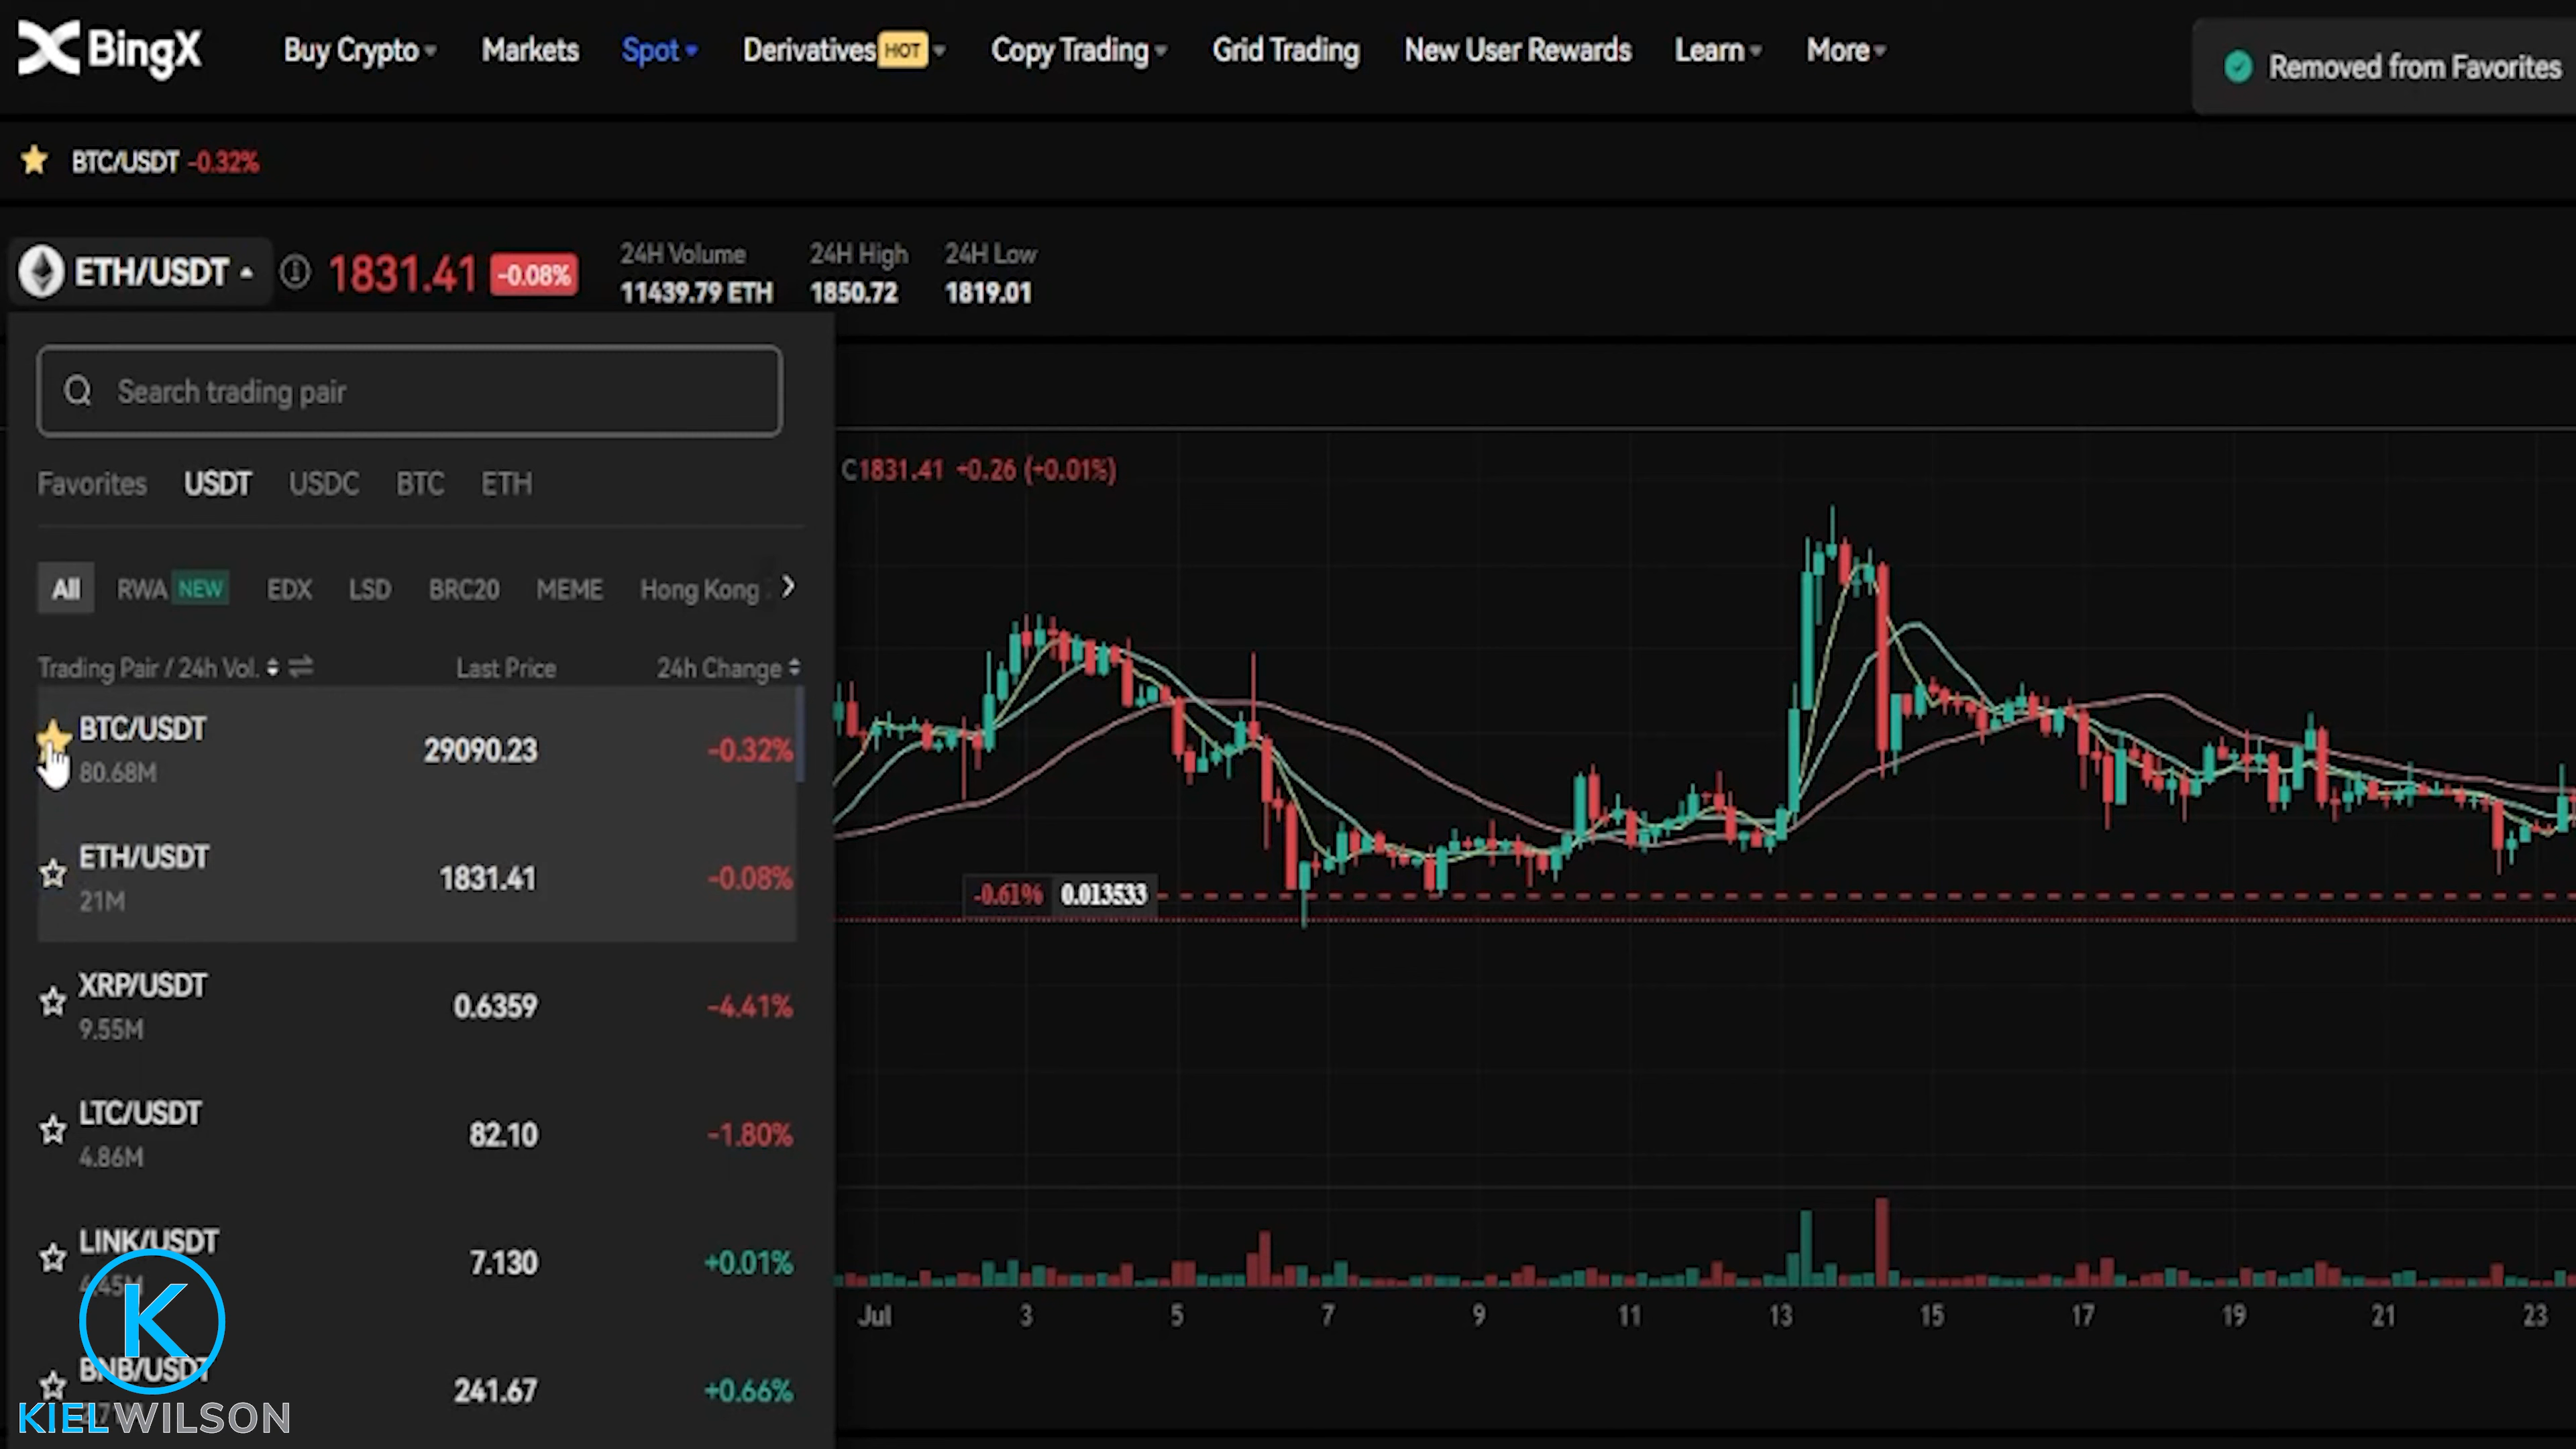 BingX
Buy Crypto Markets Spot Derivatives HOT Copy Trading Grid Trading New User Rewards Learn More
Removed from Favorites
BTC/USDT -0.32%
ETH/USDT 1831.41 -0.08%
24H Volume 24H High 24H Low
11439.79 ETH 1850.72 1819.01
Search trading pair
Favorites USDT USDC BTC ETH
C1831.41 +0.26 (+0.01%)
All RWA NEW EDX LSD BRC20 MEME Hong Kong
Trading Pair / 24h Vol. Last Price 24h Change
BTC/USDT 29090.23 -0.32%
80.68M
ETH/USDT 1831.41 -0.08%
21M
-0.61% 0.013533
XRP/USDT 0.6359 -4.41%
9.55M
LTC/USDT 82.10 -1.80%
4.86M
LINK/USDT 7.130 +0.01%
BNB/USDT 241.67 +0.66%
Jul 3 5 7 9 11 13 15 17 19 21 23
K
KIELWILSON